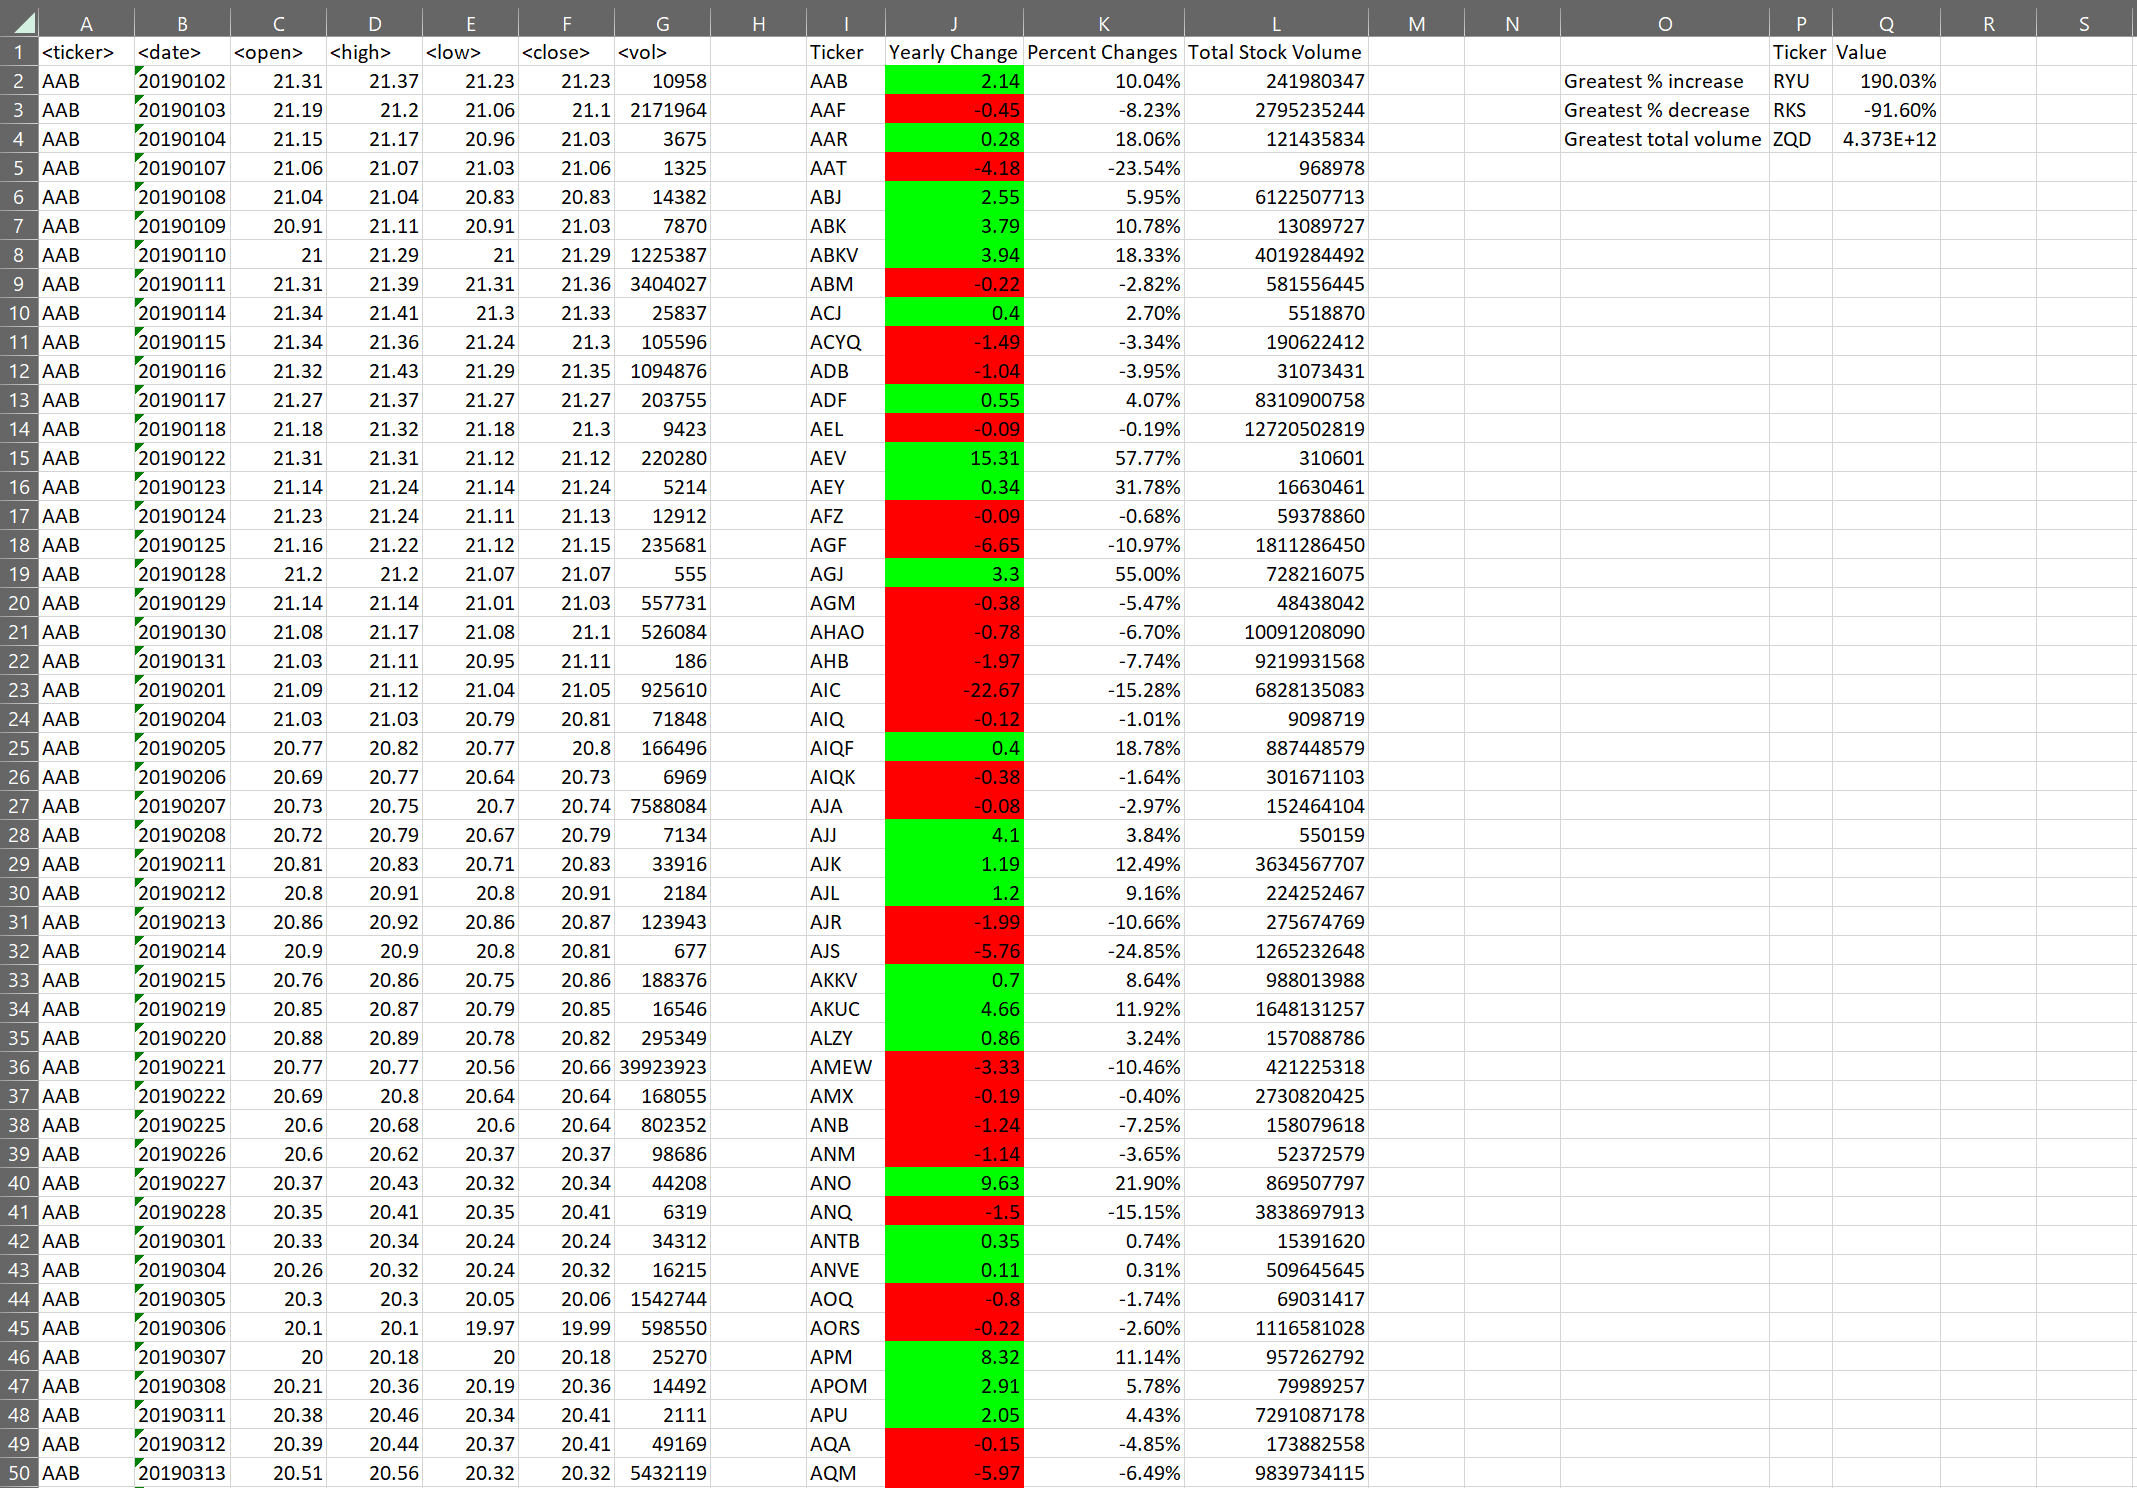 A B C D E F G H I J K L M N O P Q R S
1 <ticker> <date> <open> <high> <low> <close> <vol> Ticker Yearly Change Percent Changes Total Stock Volume Ticker Value
2 AAB 20190102 21.31 21.37 21.23 21.23 10958 AAB 2.14 10.04% 241980347 Greatest % increase RYU 190.03%
3 AAB 20190103 21.19 21.2 21.06 21.1 2171964 AAF -0.45 -8.23% 2795235244 Greatest % decrease RKS -91.60%
4 AAB 20190104 21.15 21.17 20.96 21.03 3675 AAR 0.28 18.06% 121435834 Greatest total volume ZQD 4.373E+12
5 AAB 20190107 21.06 21.07 21.03 21.06 1325 AAT -4.18 -23.54% 968978
6 AAB 20190108 21.04 21.04 20.83 20.83 14382 ABJ 2.55 5.95% 6122507713
7 AAB 20190109 20.91 21.11 20.91 21.03 7870 ABK 3.79 10.78% 13089727
8 AAB 20190110 21 21.29 21 21.29 1225387 ABKV 3.94 18.33% 4019284492
9 AAB 20190111 21.31 21.39 21.31 21.36 3404027 ABM -0.22 -2.82% 581556445
10 AAB 20190114 21.34 21.41 21.3 21.33 25837 ACJ 0.4 2.70% 5518870
11 AAB 20190115 21.34 21.36 21.24 21.3 105596 ACYQ -1.49 -3.34% 190622412
12 AAB 20190116 21.32 21.43 21.29 21.35 1094876 ADB -1.04 -3.95% 31073431
13 AAB 20190117 21.27 21.37 21.27 21.27 203755 ADF 0.55 4.07% 8310900758
14 AAB 20190118 21.18 21.32 21.18 21.3 9423 AEL -0.09 -0.19% 12720502819
15 AAB 20190122 21.31 21.31 21.12 21.12 220280 AEV 15.31 57.77% 310601
16 AAB 20190123 21.14 21.24 21.14 21.24 5214 AEY 0.34 31.78% 16630461
17 AAB 20190124 21.23 21.24 21.11 21.13 12912 AFZ -0.09 -0.68% 59378860
18 AAB 20190125 21.16 21.22 21.12 21.15 235681 AGF -6.65 -10.97% 1811286450
19 AAB 20190128 21.2 21.2 21.07 21.07 555 AGJ 3.3 55.00% 728216075
20 AAB 20190129 21.14 21.14 21.01 21.03 557731 AGM -0.38 -5.47% 48438042
21 AAB 20190130 21.08 21.17 21.08 21.1 526084 AHAO -0.78 -6.70% 10091208090
22 AAB 20190131 21.03 21.11 20.95 21.11 186 AHB -1.97 -7.74% 9219931568
23 AAB 20190201 21.09 21.12 21.04 21.05 925610 AIC -22.67 -15.28% 6828135083
24 AAB 20190204 21.03 21.03 20.79 20.81 71848 AIQ -0.12 -1.01% 9098719
25 AAB 20190205 20.77 20.82 20.77 20.8 166496 AIQF 0.4 18.78% 887448579
26 AAB 20190206 20.69 20.77 20.64 20.73 6969 AIQK -0.38 -1.64% 301671103
27 AAB 20190207 20.73 20.75 20.7 20.74 7588084 AJA -0.08 -2.97% 152464104
28 AAB 20190208 20.72 20.79 20.67 20.79 7134 AJJ 4.1 3.84% 550159
29 AAB 20190211 20.81 20.83 20.71 20.83 33916 AJK 1.19 12.49% 3634567707
30 AAB 20190212 20.8 20.91 20.8 20.91 2184 AJL 1.2 9.16% 224252467
31 AAB 20190213 20.86 20.92 20.86 20.87 123943 AJR -1.99 -10.66% 275674769
32 AAB 20190214 20.9 20.9 20.8 20.81 677 AJS -5.76 -24.85% 1265232648
33 AAB 20190215 20.76 20.86 20.75 20.86 188376 AKKV 0.7 8.64% 988013988
34 AAB 20190219 20.85 20.87 20.79 20.85 16546 AKUC 4.66 11.92% 1648131257
35 AAB 20190220 20.88 20.89 20.78 20.82 295349 ALZY 0.86 3.24% 157088786
36 AAB 20190221 20.77 20.77 20.56 20.66 39923923 AMEW -3.33 -10.46% 421225318
37 AAB 20190222 20.69 20.8 20.64 20.64 168055 AMX -0.19 -0.40% 2730820425
38 AAB 20190225 20.6 20.68 20.6 20.64 802352 ANB -1.24 -7.25% 158079618
39 AAB 20190226 20.6 20.62 20.37 20.37 98686 ANM -1.14 -3.65% 52372579
40 AAB 20190227 20.37 20.43 20.32 20.34 44208 ANO 9.63 21.90% 869507797
41 AAB 20190228 20.35 20.41 20.35 20.41 6319 ANQ -1.5 -15.15% 3838697913
42 AAB 20190301 20.33 20.34 20.24 20.24 34312 ANTB 0.35 0.74% 15391620
43 AAB 20190304 20.26 20.32 20.24 20.32 16215 ANVE 0.11 0.31% 509645645
44 AAB 20190305 20.3 20.3 20.05 20.06 1542744 AOQ -0.8 -1.74% 69031417
45 AAB 20190306 20.1 20.1 19.97 19.99 598550 AORS -0.22 -2.60% 1116581028
46 AAB 20190307 20 20.18 20 20.18 25270 APM 8.32 11.14% 957262792
47 AAB 20190308 20.21 20.36 20.19 20.36 14492 APOM 2.91 5.78% 79989257
48 AAB 20190311 20.38 20.46 20.34 20.41 2111 APU 2.05 4.43% 7291087178
49 AAB 20190312 20.39 20.44 20.37 20.41 49169 AQA -0.15 -4.85% 173882558
50 AAB 20190313 20.51 20.56 20.32 20.32 5432119 AQM -5.97 -6.49% 9839734115